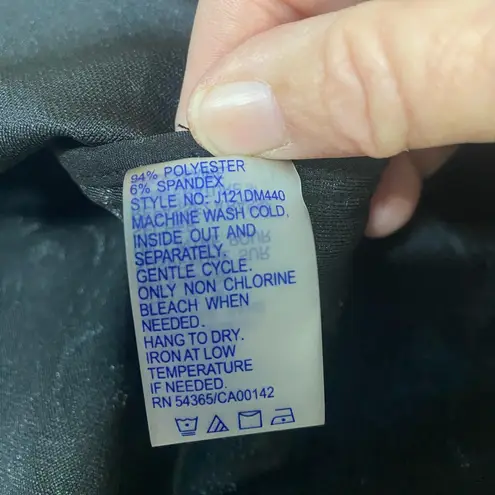 94% POLYESTER
6% SPANDEX
STYLE NO: J121DM440
MACHINE WASH COLD,
INSIDE OUT AND
SEPARATELY.
GENTLE CYCLE.
ONLY NON CHLORINE
BLEACH WHEN
NEEDED.
HANG TO DRY.
IRON AT LOW
TEMPERATURE
IF NEEDED.
RN 54365/CA00142